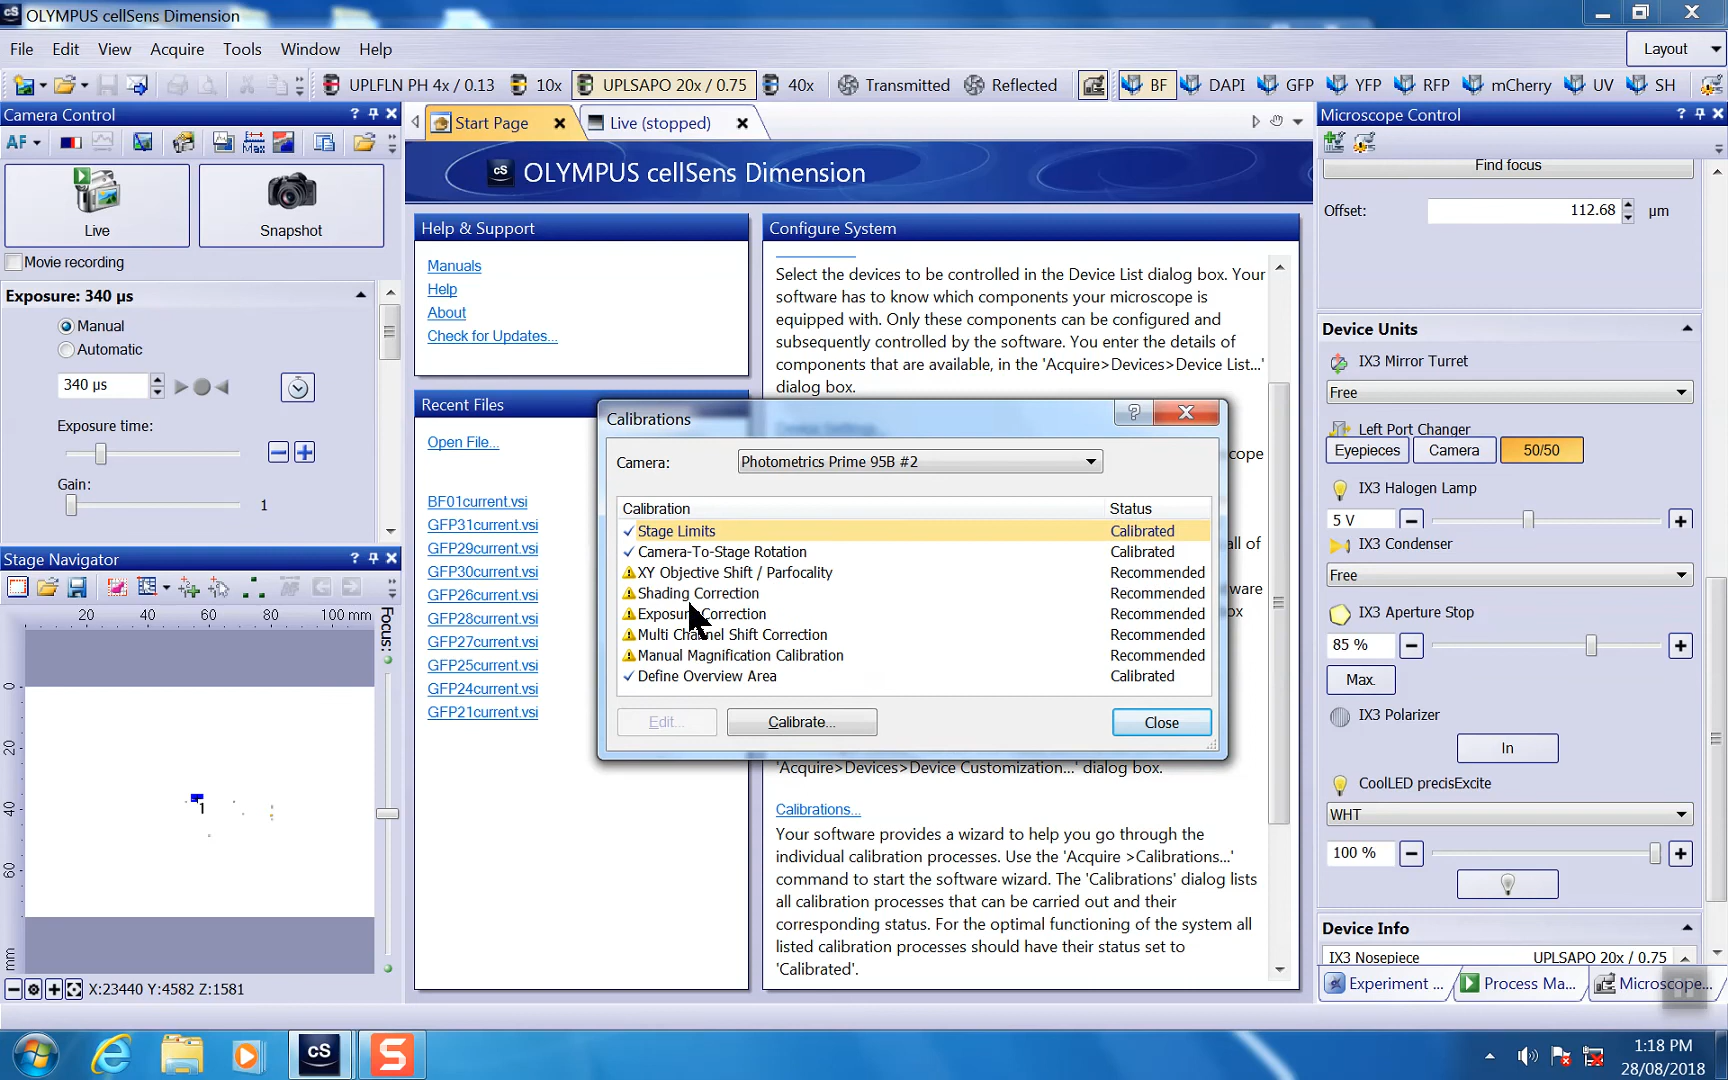 OLYMPUS cellSens Dimension
File Edit View Acquire Tools Window Help
Layout
UPLFLN PH 4x / 0.13 10x UPLSAPO 20x / 0.75 40x Transmitted Reflected BF DAPI GFP YFP RFP mCherry UV SH
Camera Control
AF
Max
Live
Snapshot
Movie recording
Exposure: 340 µs
Manual
Automatic
340 µs
Exposure time:
Gain:
1
Stage Navigator
20 40 60 80 100 mm
0
20
40
60
mm
1
Focus:
X:23440 Y:4582 Z:1581
Start Page
Live (stopped)
cS OLYMPUS cellSens Dimension
Help & Support
Manuals
Help
About
Check for Updates...
Recent Files
Open File...
BF01current.vsi
GFP31current.vsi
GFP29current.vsi
GFP30current.vsi
GFP26current.vsi
GFP28current.vsi
GFP27current.vsi
GFP25current.vsi
GFP24current.vsi
GFP21current.vsi
Configure System
Select the devices to be controlled in the Device List dialog box. Your
software has to know which components your microscope is
equipped with. Only these components can be configured and
subsequently controlled by the software. You enter the details of
components that are available, in the 'Acquire>Devices>Device List...'
dialog box.
Calibrations
Camera: Photometrics Prime 95B #2
Calibration Status
Stage Limits Calibrated
Camera-To-Stage Rotation Calibrated
XY Objective Shift / Parfocality Recommended
Shading Correction Recommended
Exposure Correction Recommended
Multi Channel Shift Correction Recommended
Manual Magnification Calibration Recommended
Define Overview Area Calibrated
Edit... Calibrate... Close
'Acquire>Devices>Device Customization...' dialog box.
Calibrations...
Your software provides a wizard to help you go through the
individual calibration processes. Use the 'Acquire >Calibrations...'
command to start the software wizard. The 'Calibrations' dialog lists
all calibration processes that can be carried out and their
corresponding status. For the optimal functioning of the system all
listed calibration processes should have their status set to
'Calibrated'.
Microscope Control
Find focus
Offset: 112.68 µm
Device Units
IX3 Mirror Turret
Free
Left Port Changer
Eyepieces Camera 50/50
IX3 Halogen Lamp
5 V
IX3 Condenser
Free
IX3 Aperture Stop
85 %
Max.
IX3 Polarizer
In
CoolLED precisExcite
WHT
100 %
Device Info
IX3 Nosepiece UPLSAPO 20x / 0.75
Experiment ... Process Ma... Microscope...
cS
S
1:18 PM
28/08/2018